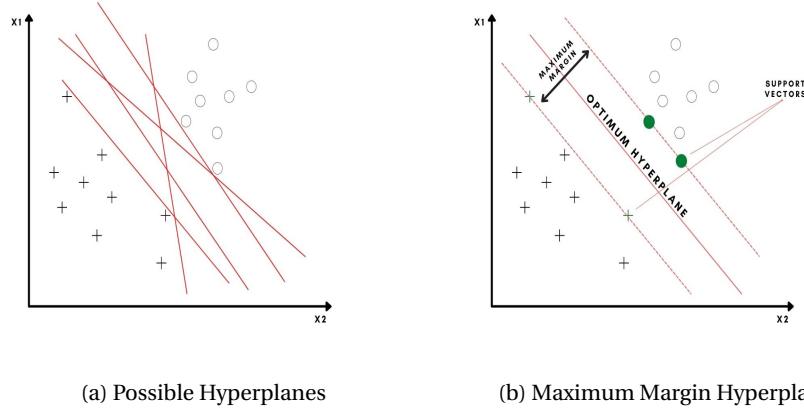 X1
X2
(a) Possible Hyperplanes
X1
MAXIMUM
MARGIN
OPTIMUM HYPERPLANE
SUPPORT
VECTORS
X2
(b) Maximum Margin Hyperpla